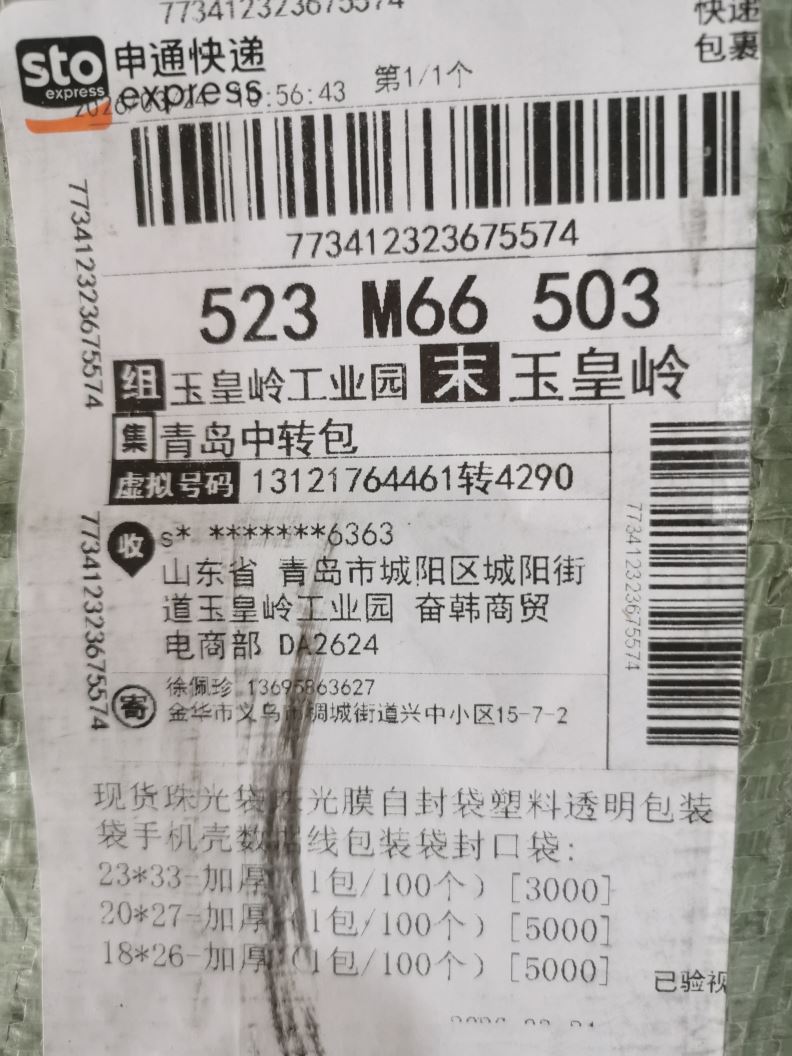 773412323675574
快递
包裹
sto
express
申通快递
express
56:43
第1/1个
773412323675574
773412323675574
523 M66 503
组 玉皇岭工业园 末 玉皇岭
集 青岛中转包
虚拟号码 13121764461转4290
773412323675574
收 s* *******6363
山东省 青岛市城阳区城阳街
道玉皇岭工业园 奋韩商贸
电商部 DA2624
773412323675574
寄 徐佩珍 13695863627
金华市义乌市稠城街道兴中小区15-7-2
现货珠光袋珠光膜自封袋塑料透明包装
袋手机壳数据线包装袋封口袋:
23*33-加厚(1包/100个)[3000]
20*27-加厚(1包/100个)[5000]
18*26-加厚(1包/100个)[5000]
已验视